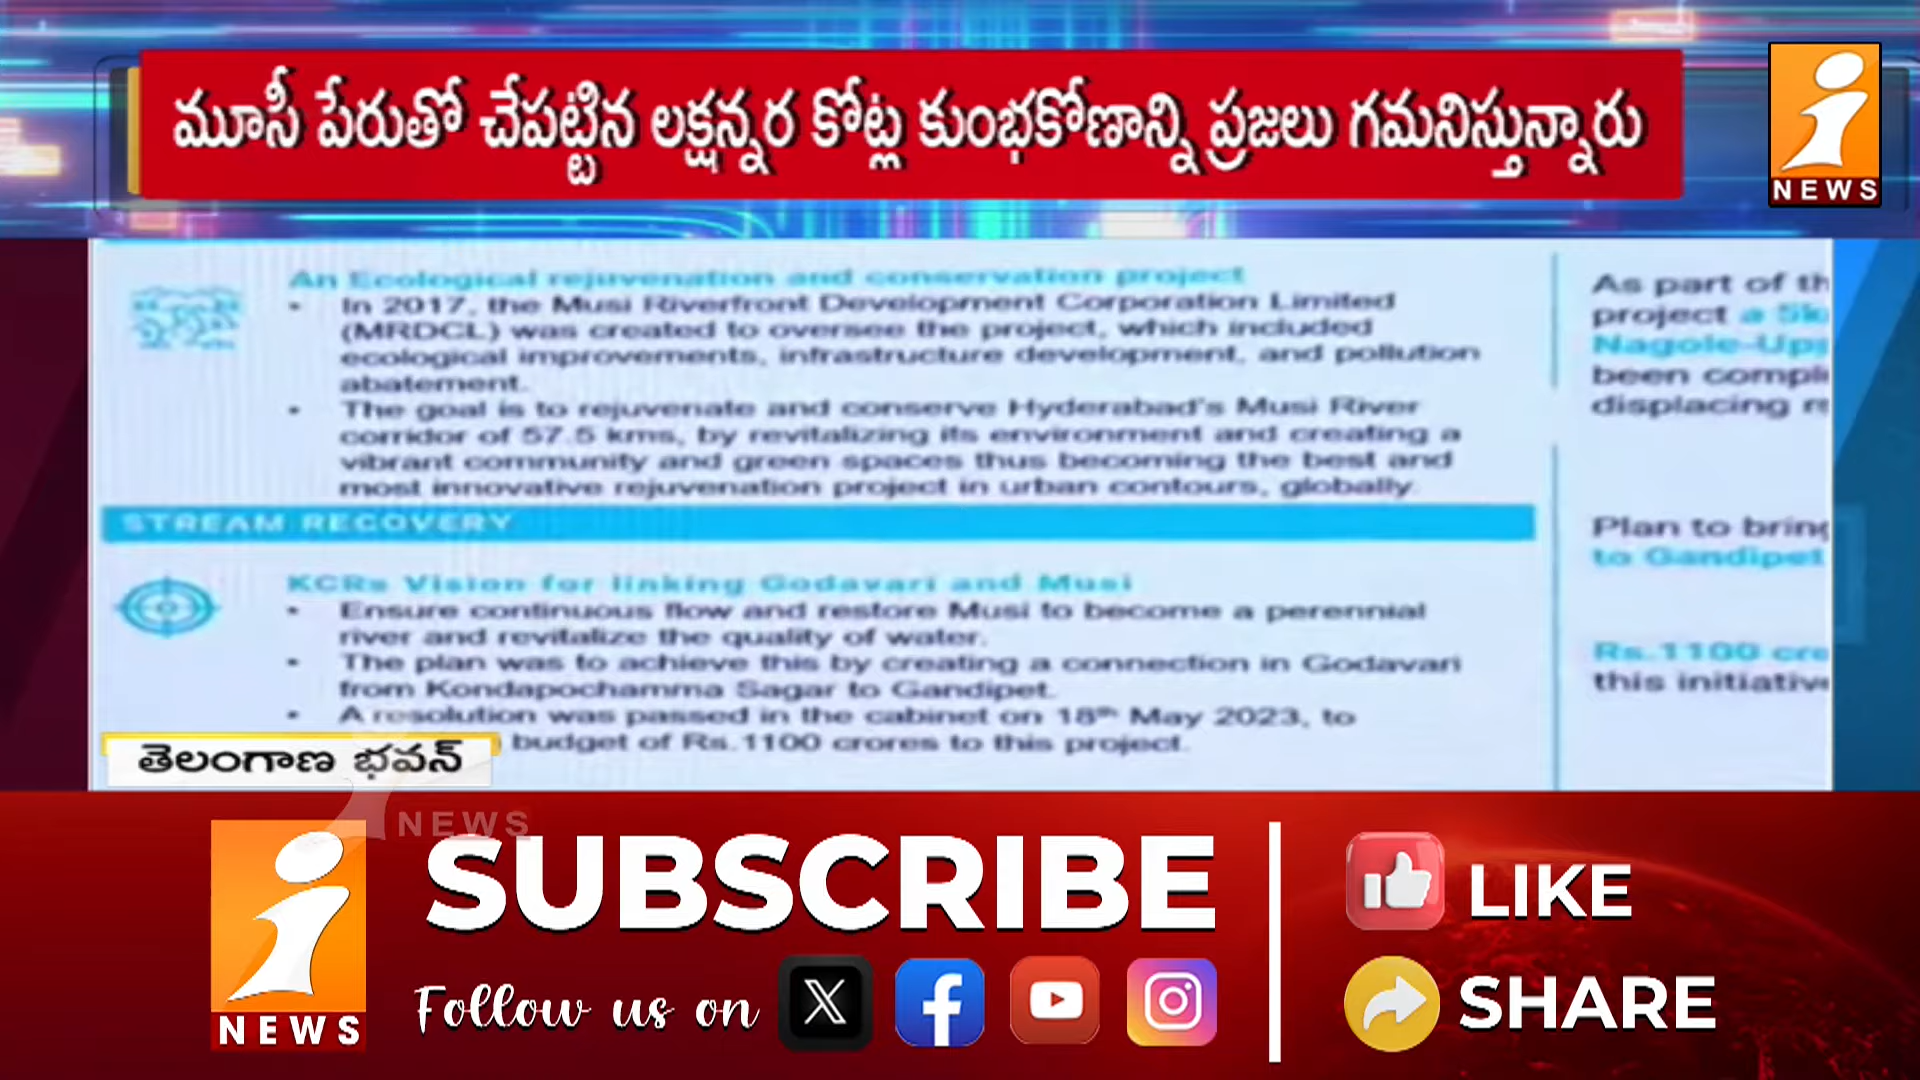 మూసీ పేరుతో చేపట్టిన లక్షన్నర కోట్ల కుంభకోణాన్ని ప్రజలు గమనిస్తున్నారు
NEWS
An Ecological rejuvenation and conservation project
• In 2017, the Musi Riverfront Development Corporation Limited
(MRDCL) was created to oversee the project, which included
ecological improvements, infrastructure development, and pollution
abatement.
• The goal is to rejuvenate and conserve Hyderabad's Musi River
corridor of 57.5 kms, by revitalizing its environment and creating a
vibrant community and green spaces thus becoming the best and
most innovative rejuvenation project in urban contours, globally.
STREAM RECOVERY
KCRs Vision for linking Godavari and Musi
• Ensure continuous flow and restore Musi to become a perennial
river and revitalize the quality of water.
• The plan was to achieve this by creating a connection in Godavari
from Kondapochamma Sagar to Gandipet.
• A resolution was passed in the cabinet on 18th May 2023, to
budget of Rs.1100 crores to this project.
As part of th
project a
Nagole-Up
been compl
displacing
Plan to bring
to Gandipet
Rs.1100 cro
this initiative
తెలంగాణ భవన్
NEWS
NEWS
SUBSCRIBE
Follow us on
LIKE
SHARE